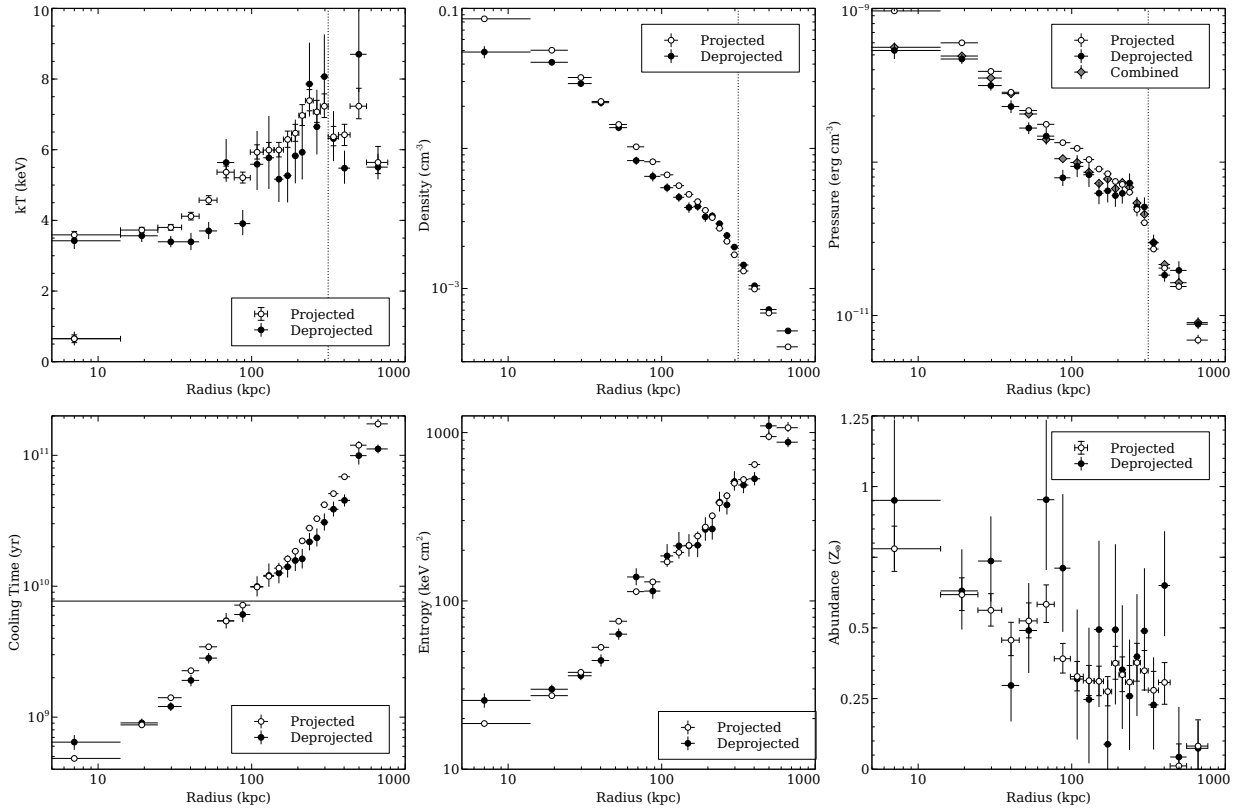 10
8
6
4
2
0
kT (keV)
Projected
Deprojected
10
100
1000
Radius (kpc)
0.1
10⁻³
Density (cm⁻³)
Projected
Deprojected
10
100
1000
Radius (kpc)
10⁻⁹
10⁻¹¹
Pressure (erg cm⁻³)
Projected
Deprojected
Combined
10
100
1000
Radius (kpc)
10¹¹
10¹⁰
10⁹
Cooling Time (yr)
Projected
Deprojected
10
100
1000
Radius (kpc)
1000
100
10
Entropy (keV cm²)
Projected
Deprojected
10
100
1000
Radius (kpc)
1.25
1
0.75
0.5
0.25
0
Abundance (Z⊙)
Projected
Deprojected
10
100
1000
Radius (kpc)